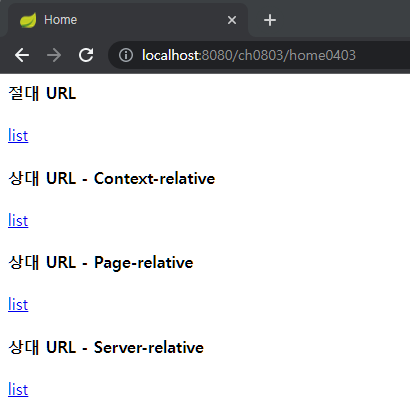 Home
localhost:8080/ch0803/home0403
절대 URL
list
상대 URL - Context-relative
list
상대 URL - Page-relative
list
상대 URL - Server-relative
list